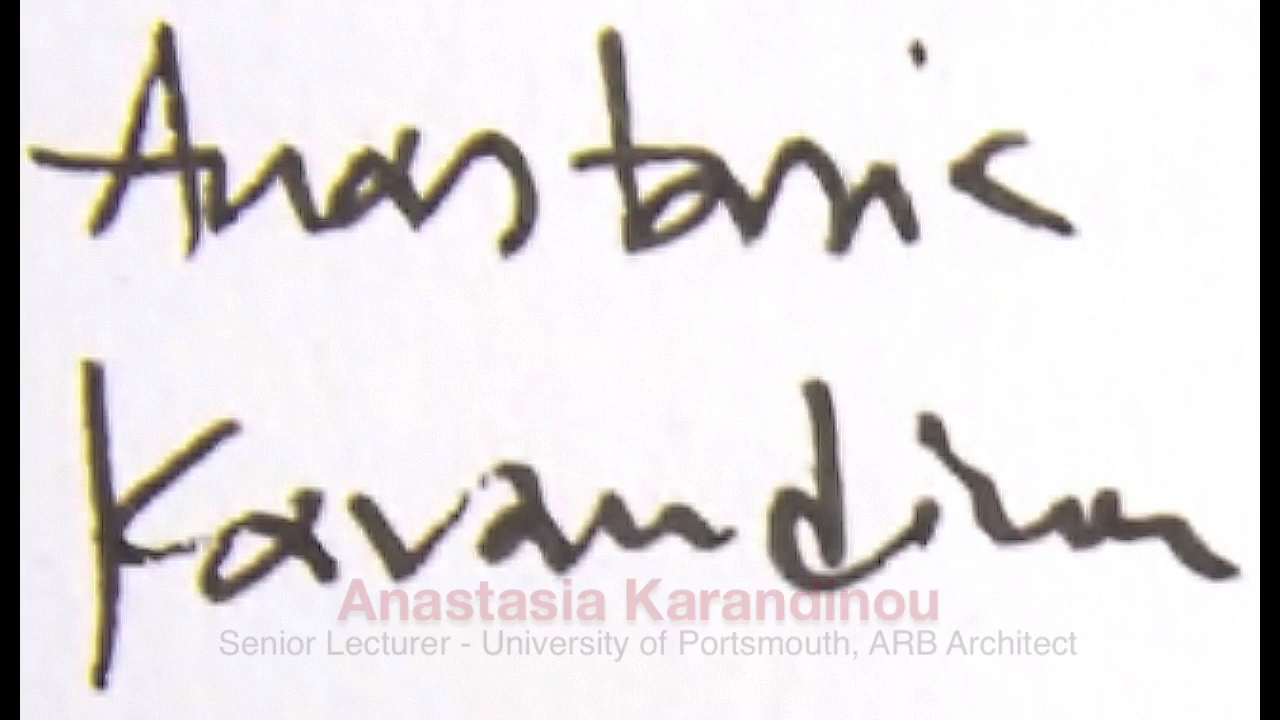 Anastasia
Karandinou
Anastasia Karandinou
Senior Lecturer - University of Portsmouth, ARB Architect